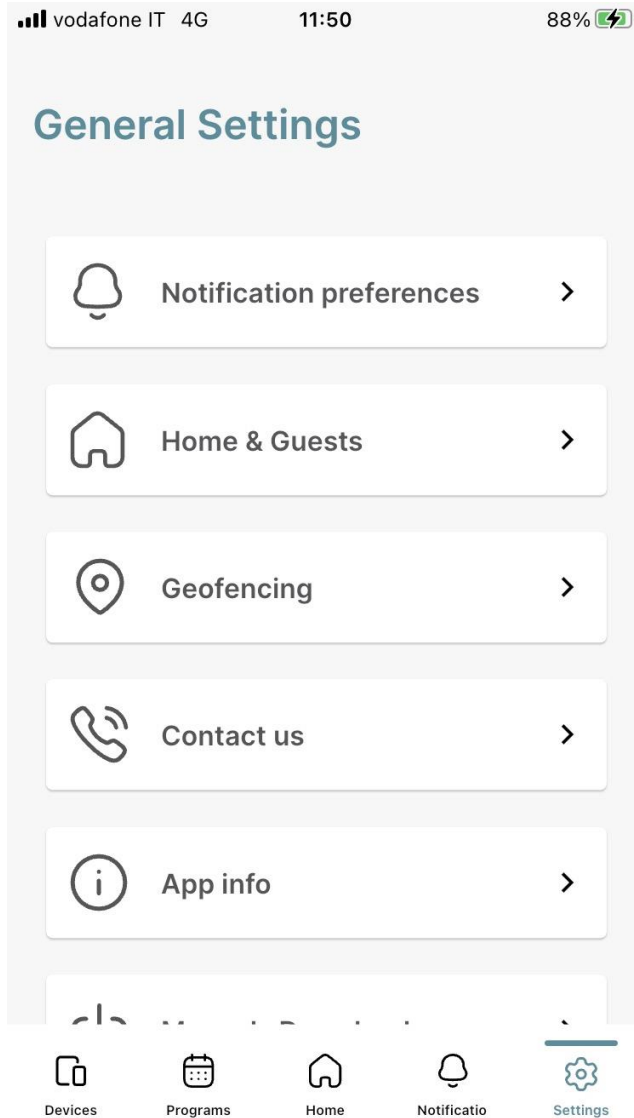 vodafone IT 4G 11:50 88%
General Settings
Notification preferences
Home & Guests
Geofencing
Contact us
App info
Devices Programs Home Notificatio Settings